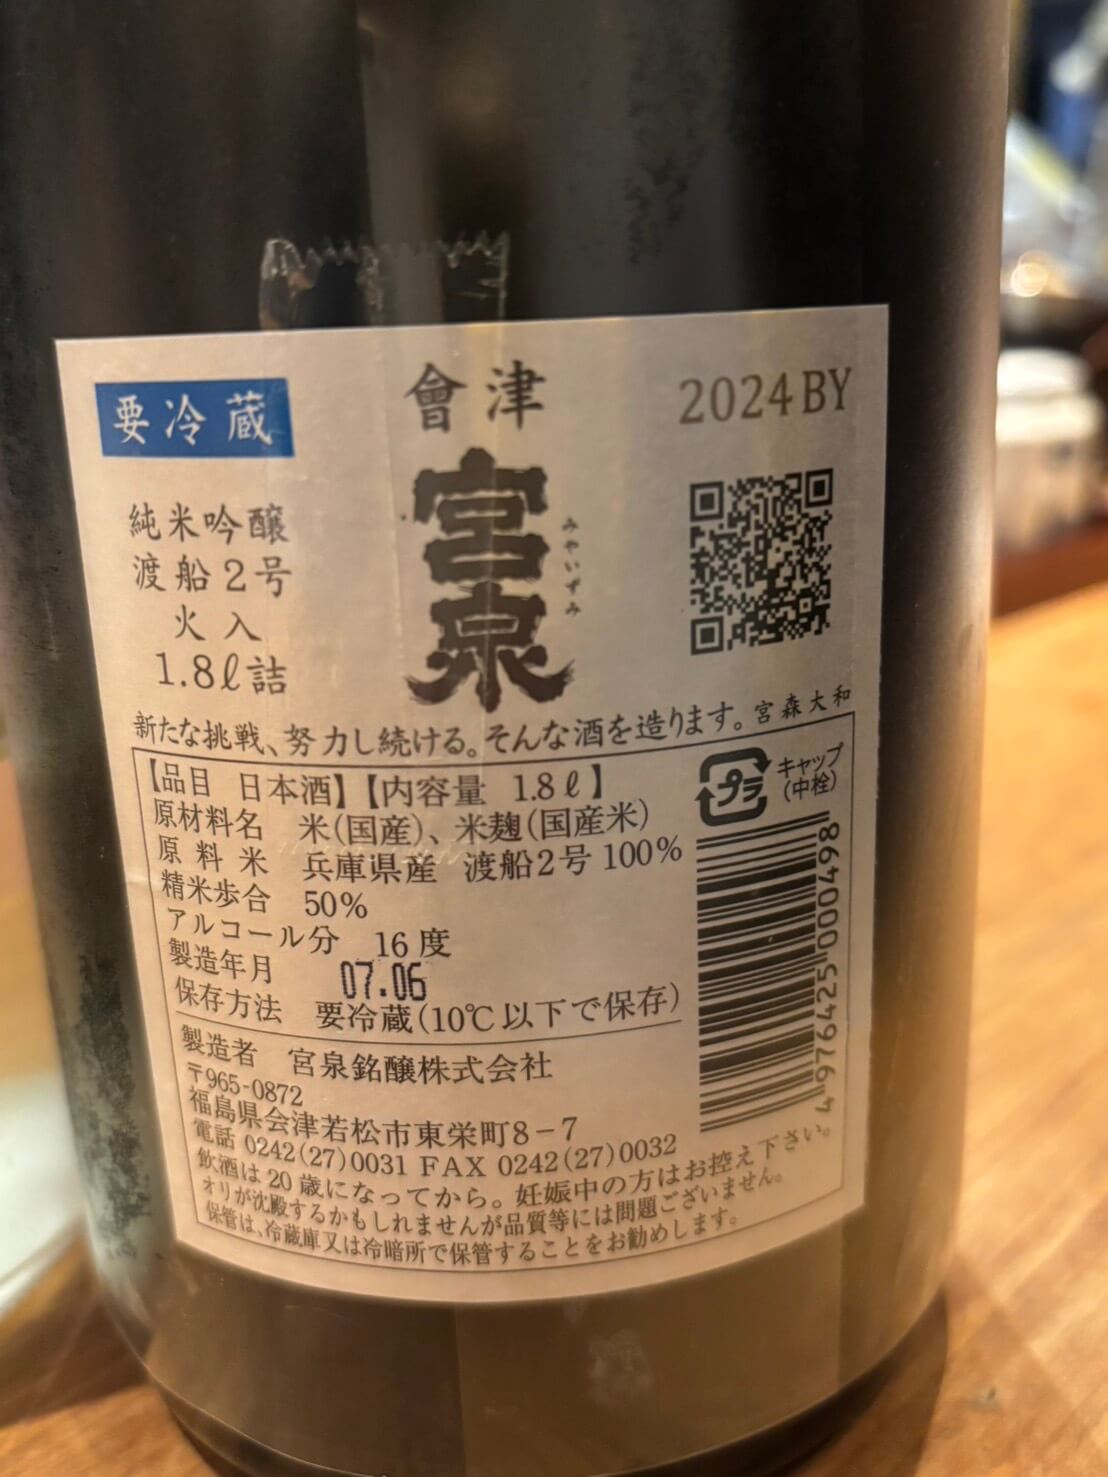 要冷蔵
會津
宮泉
みやいずみ
2024BY
純米吟醸
渡船2号
火入
1.8ℓ詰
新たな挑戦、努力し続ける。そんな酒を造ります。宮森大和
【品目 日本酒】【内容量 1.8ℓ】
原材料名 米(国産)、米麹(国産米)
原料米 兵庫県産 渡船2号100%
精米歩合 50%
アルコール分 16度
製造年月 07.06
保存方法 要冷蔵(10℃以下で保存)
プラ
キャップ
(中栓)
4976425000498
製造者 宮泉銘醸株式会社
〒965-0872
福島県会津若松市東栄町8-7
電話 0242(27)0031 FAX 0242(27)0032
飲酒は20歳になってから。妊娠中の方はお控え下さい。
オリが沈殿するかもしれませんが品質等には問題ございません。
保管は、冷蔵庫又は冷暗所で保管することをお勧めします。